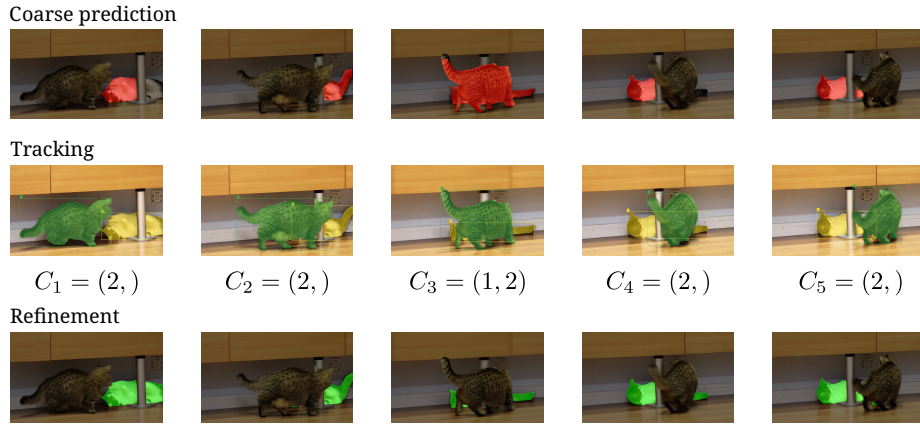 Coarse prediction
Tracking
C₁ = (2,) C₂ = (2,) C₃ = (1, 2) C₄ = (2,) C₅ = (2,)
Refinement